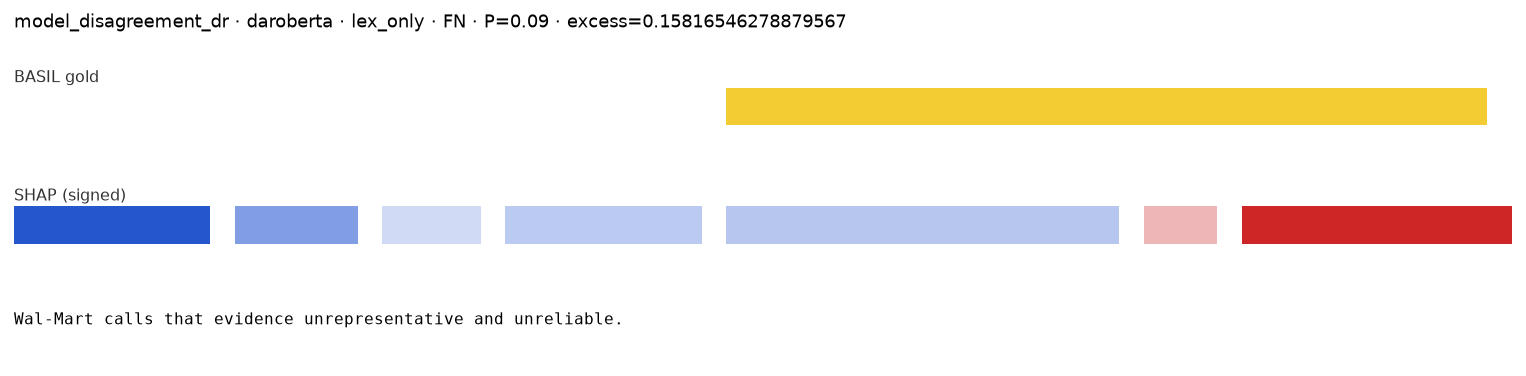 model_disagreement_dr · daroberta · lex_only · FN · P=0.09 · excess=0.15816546278879567
BASIL gold
SHAP (signed)
Wal-Mart calls that evidence unrepresentative and unreliable.